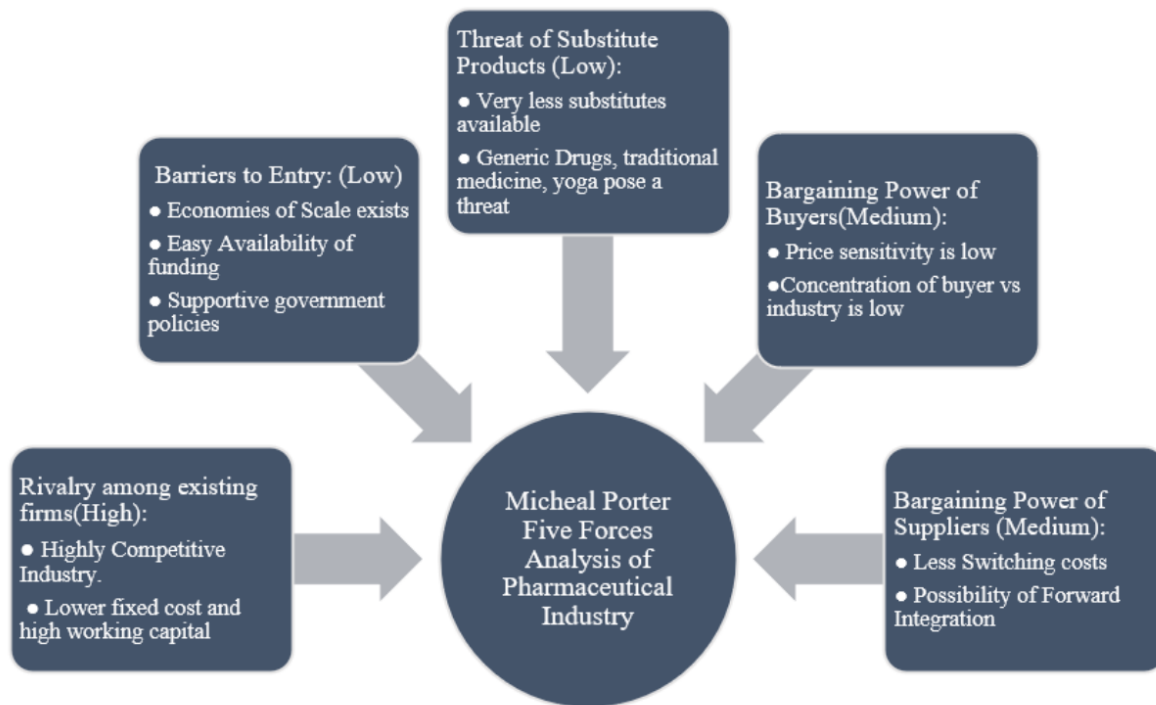 Threat of Substitute
Products (Low):
● Very less substitutes
available
● Generic Drugs, traditional
medicine, yoga pose a
threat
Barriers to Entry: (Low)
● Economies of Scale exists
● Easy Availability of
funding
● Supportive government
policies
Bargaining Power of
Buyers(Medium):
● Price sensitivity is low
●Concentration of buyer vs
industry is low
Rivalry among existing
firms(High):
● Highly Competitive
Industry.
● Lower fixed cost and
high working capital
Micheal Porter
Five Forces
Analysis of
Pharmaceutical
Industry
Bargaining Power of
Suppliers (Medium):
● Less Switching costs
● Possibility of Forward
Integration